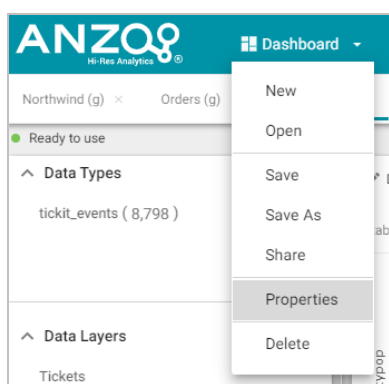 ANZO
Hi-Res Analytics ®
Dashboard
Northwind (g) ×
Orders (g)
Ready to use
Data Types
tickit_events ( 8,798 )
Data Layers
Tickets
New
Open
Save
Save As
Share
Properties
Delete